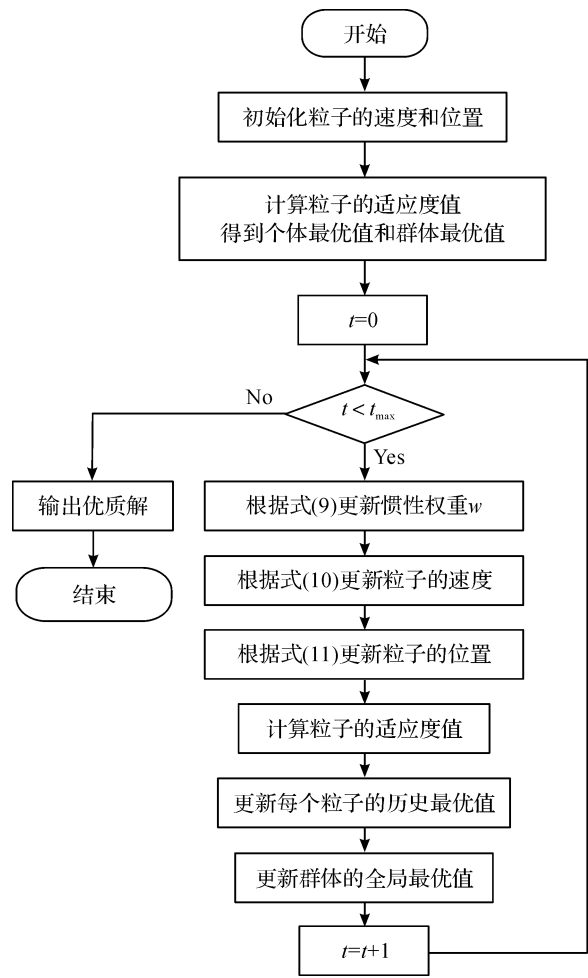 开始
初始化粒子的速度和位置
计算粒子的适应度值
得到个体最优值和群体最优值
t=0
No
t < tmax
Yes
输出优质解
根据式(9)更新惯性权重w
结束
根据式(10)更新粒子的速度
根据式(11)更新粒子的位置
计算粒子的适应度值
更新每个粒子的历史最优值
更新群体的全局最优值
t=t+1